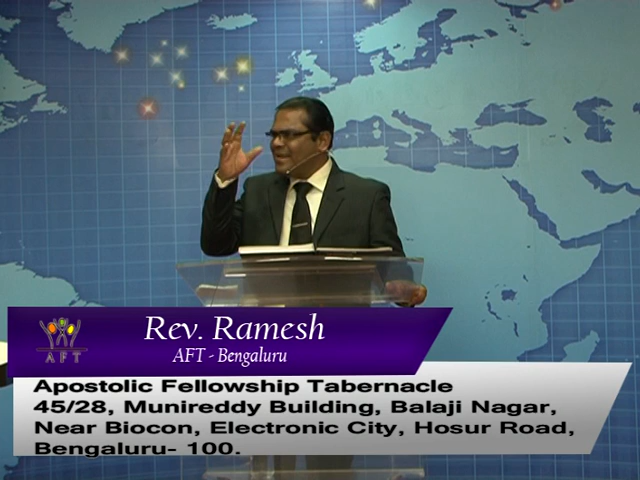 Rev. Ramesh
AFT - Bengaluru
AFT
Apostolic Fellowship Tabernacle
45/28, Munireddy Building, Balaji Nagar,
Near Biocon, Electronic City, Hosur Road,
Bengaluru- 100.